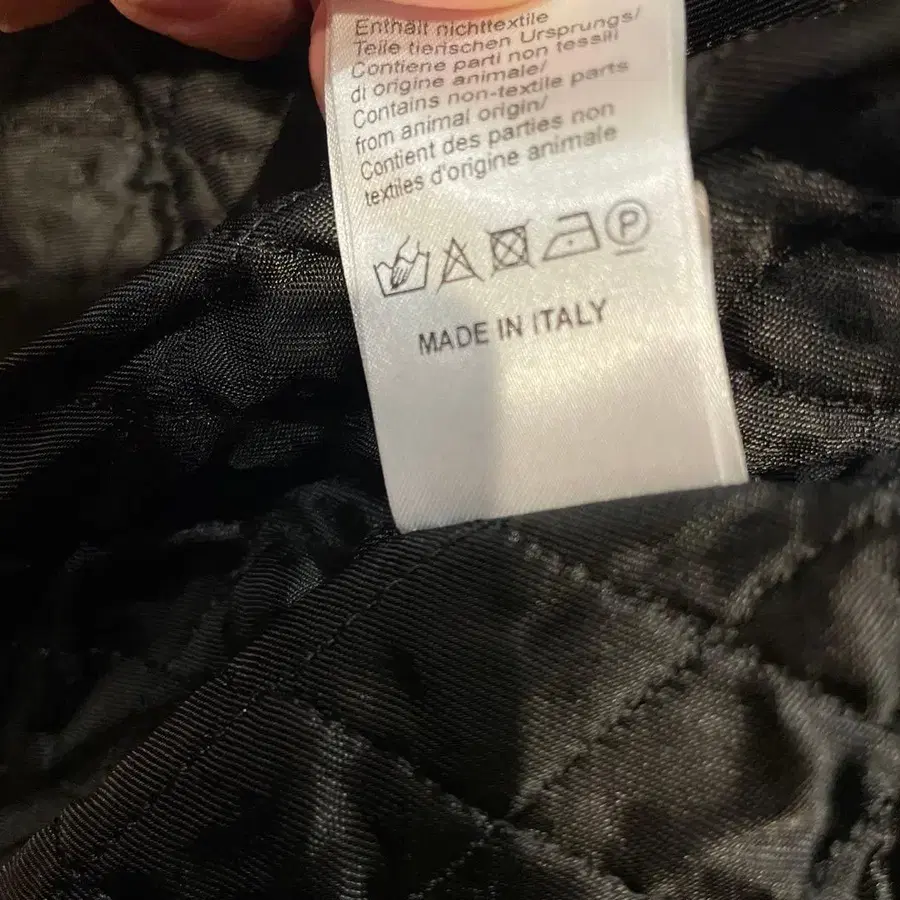 Enthält nichttextile
Teile tierischen Ursprungs/
Contiene parti non tessili
di origine animale/
Contains non-textile parts
from animal origin/
Contient des parties non
textiles d'origine animale
P
MADE IN ITALY